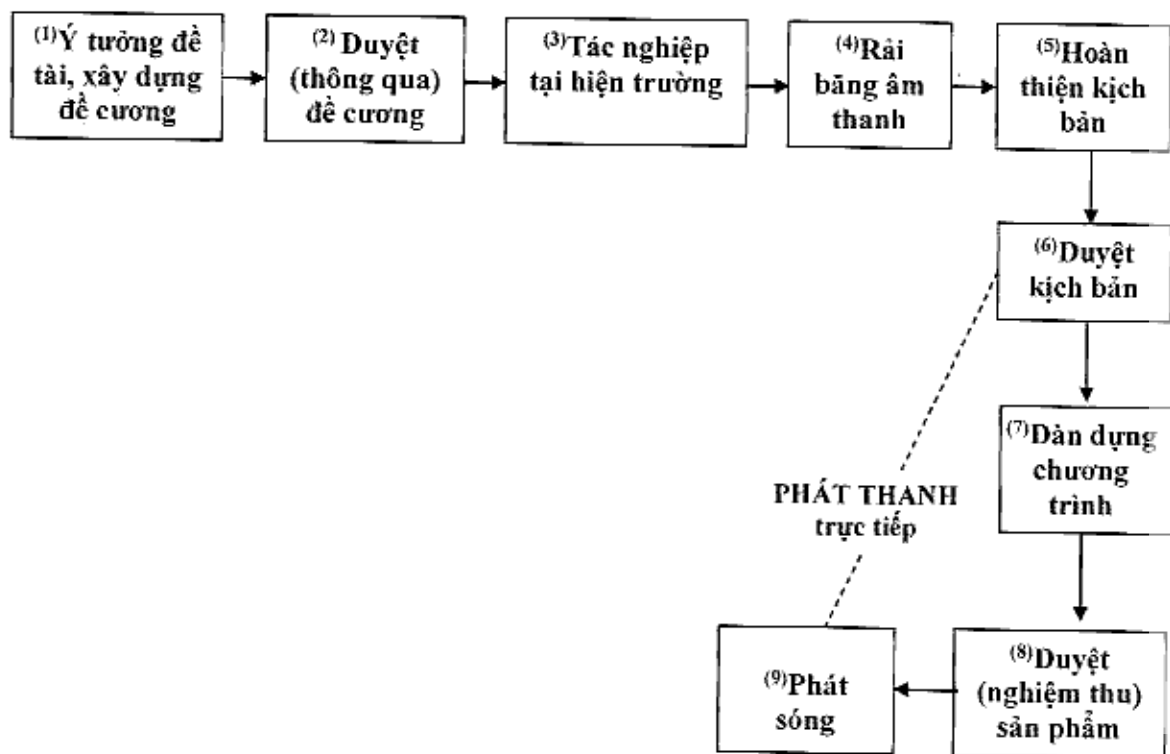 (1)Ý tưởng đề
tài, xây dựng
đề cương
(2) Duyệt
(thông qua)
đề cương
(3)Tác nghiệp
tại hiện trường
(4)Rải
băng âm
thanh
(5)Hoàn
thiện kịch
bản
(6)Duyệt
kịch bản
(7)Dàn dựng
chương
trình
PHÁT THANH
trực tiếp
(8)Duyệt
(nghiệm thu)
sản phẩm
(9)Phát
sóng